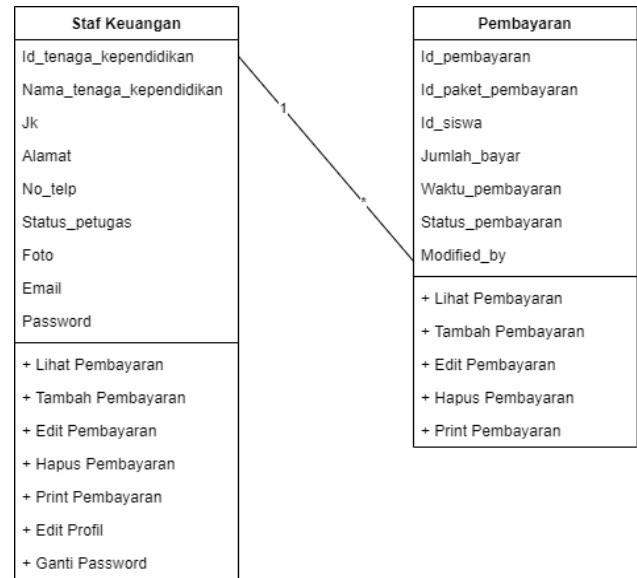 Staf Keuangan
Id_tenaga_kependidikan
Nama_tenaga_kependidikan
Jk
Alamat
No_telp
Status_petugas
Foto
Email
Password
+ Lihat Pembayaran
+ Tambah Pembayaran
+ Edit Pembayaran
+ Hapus Pembayaran
+ Print Pembayaran
+ Edit Profil
+ Ganti Password
1
*
Pembayaran
Id_pembayaran
Id_paket_pembayaran
Id_siswa
Jumlah_bayar
Waktu_pembayaran
Status_pembayaran
Modified_by
+ Lihat Pembayaran
+ Tambah Pembayaran
+ Edit Pembayaran
+ Hapus Pembayaran
+ Print Pembayaran